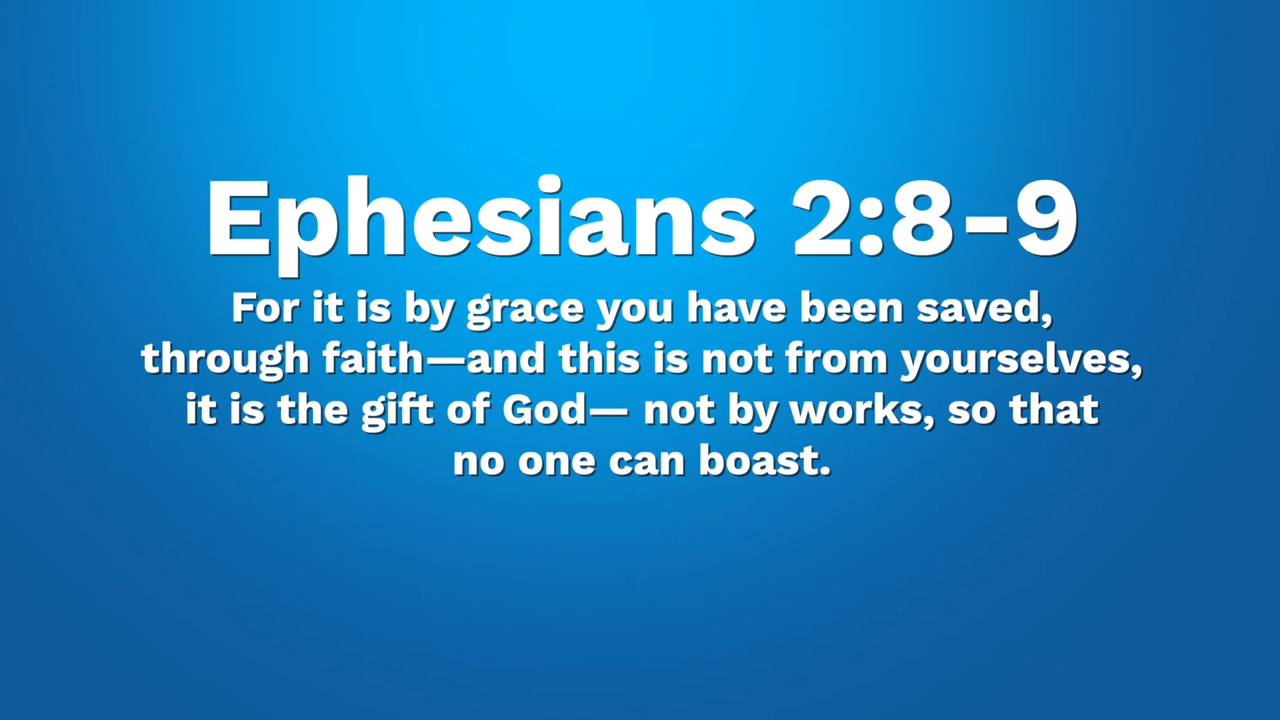 Ephesians 2:8-9
For it is by grace you have been saved,
through faith—and this is not from yourselves,
it is the gift of God— not by works, so that
no one can boast.